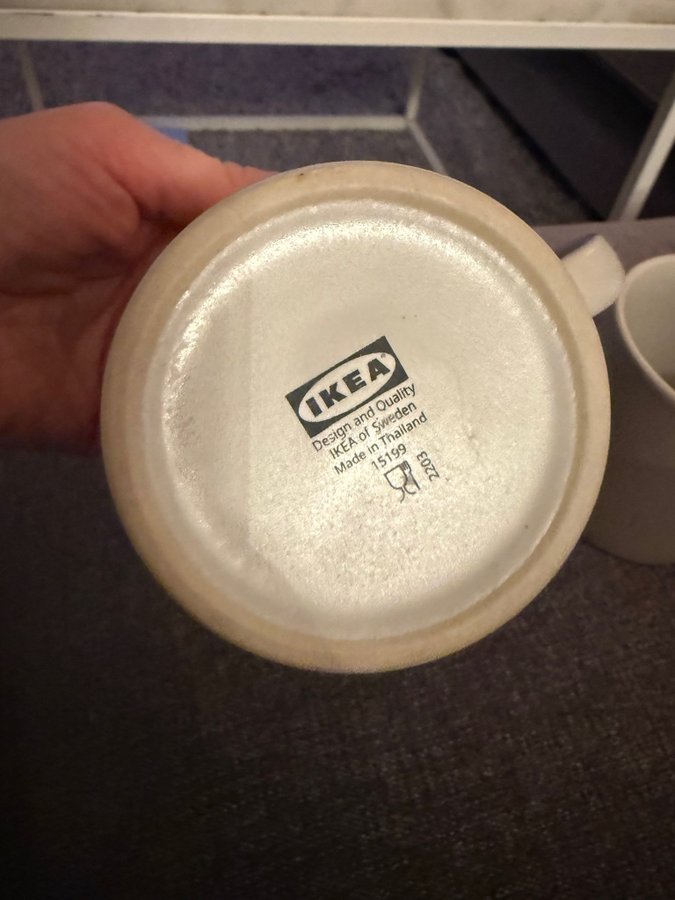 IKEA
Design and Quality
IKEA of Sweden
Made in Thailand
15199
2203